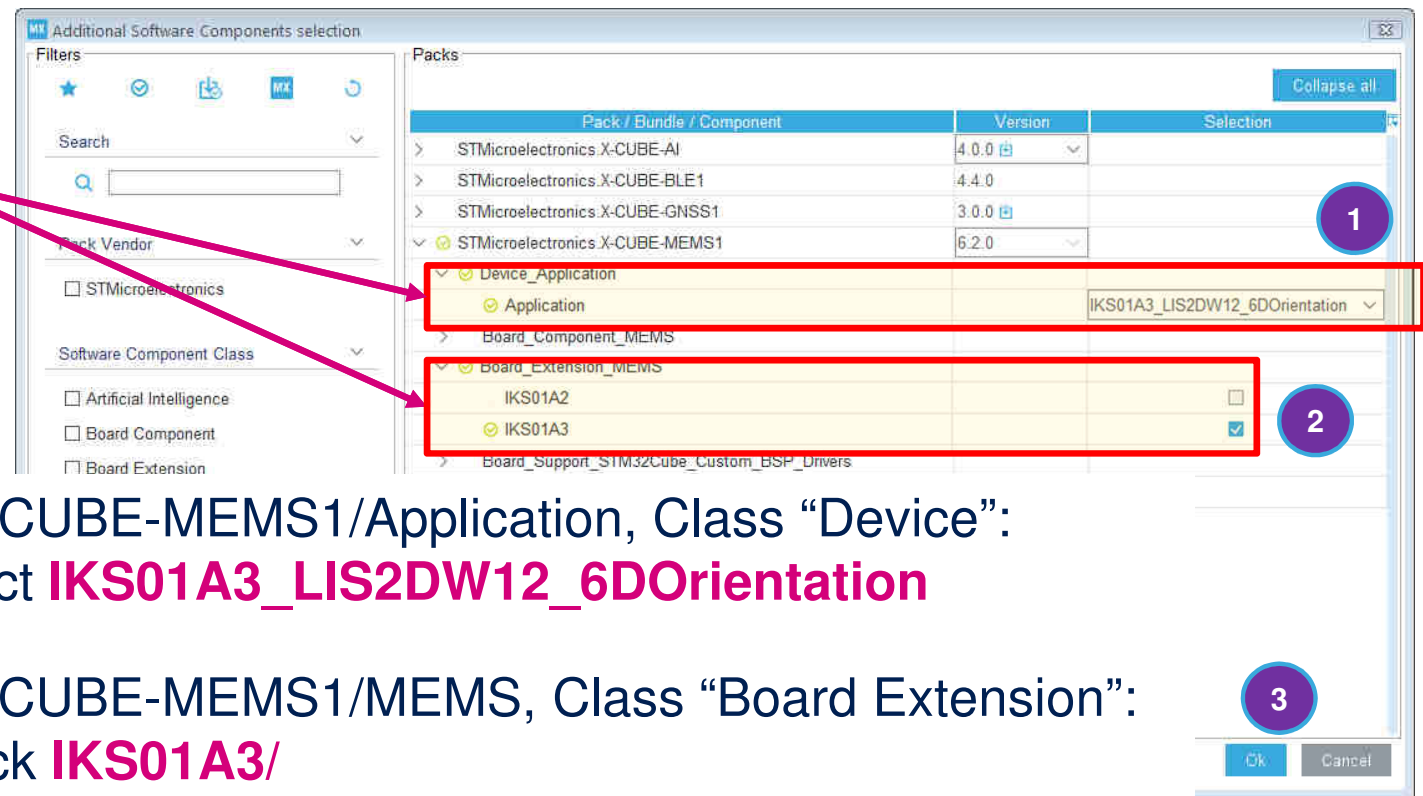 MX Additional Software Components selection
Filters
Packs
MX
Collapse all
Pack / Bundle / Component Version Selection
Search
STMicroelectronics.X-CUBE-AI 4.0.0
STMicroelectronics.X-CUBE-BLE1 4.4.0
STMicroelectronics.X-CUBE-GNSS1 3.0.0
1
Pack Vendor
STMicroelectronics.X-CUBE-MEMS1 6.2.0
Device_Application
STMicroelectronics
Application IKS01A3_LIS2DW12_6DOrientation
Board_Component_MEMS
Software Component Class
Board_Extension_MEMS
Artificial Intelligence
IKS01A2
2
Board Component
IKS01A3
Board Extension
Board_Support_STM32Cube_Custom_BSP_Drivers
CUBE-MEMS1/Application, Class “Device”:
ct IKS01A3_LIS2DW12_6DOrientation
CUBE-MEMS1/MEMS, Class “Board Extension”:
3
ck IKS01A3/
Ok Cancel